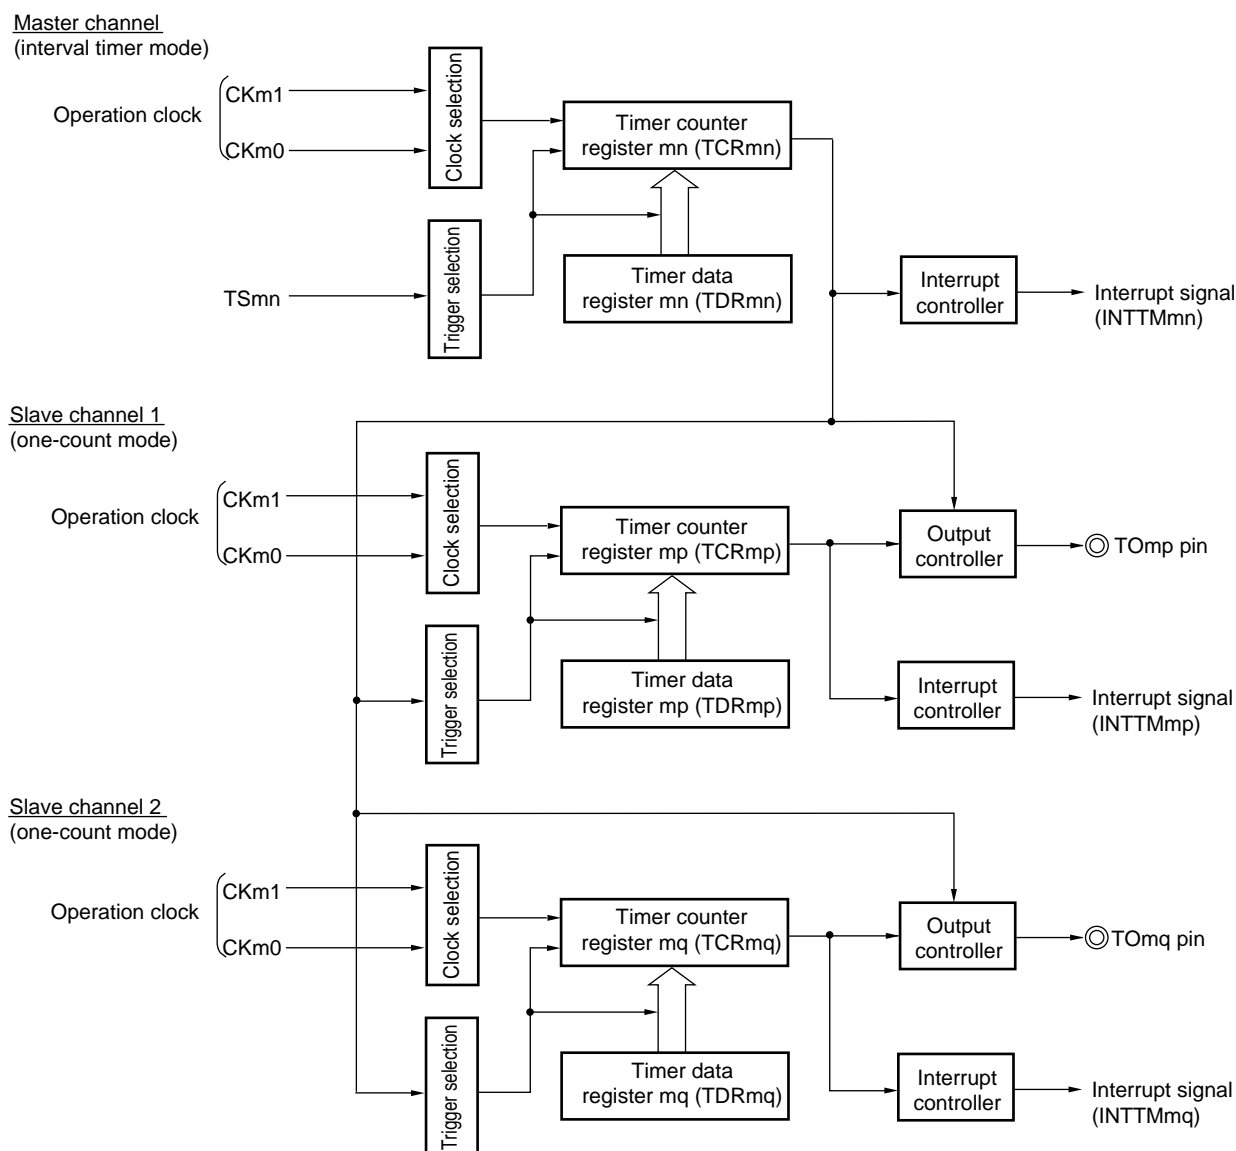 Master channel
(interval timer mode)
Operation clock
CKm1
CKm0
Clock selection
Timer counter
register mn (TCRmn)
TSmn
Trigger selection
Timer data
register mn (TDRmn)
Interrupt
controller
Interrupt signal
(INTTMmn)
Slave channel 1
(one-count mode)
Operation clock
CKm1
CKm0
Clock selection
Timer counter
register mp (TCRmp)
Output
controller
TOmp pin
Trigger selection
Timer data
register mp (TDRmp)
Interrupt
controller
Interrupt signal
(INTTMmp)
Slave channel 2
(one-count mode)
Operation clock
CKm1
CKm0
Clock selection
Timer counter
register mq (TCRmq)
Output
controller
TOmq pin
Trigger selection
Timer data
register mq (TDRmq)
Interrupt
controller
Interrupt signal
(INTTMmq)